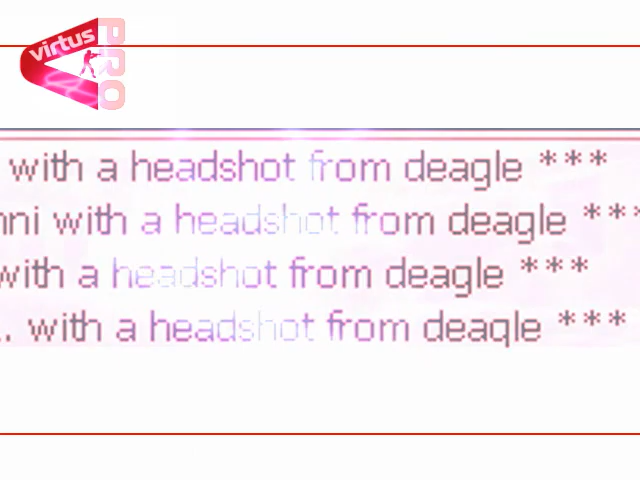 virtus
PRO
with a headshot from deagle ***
nni with a headshot from deagle ***
with a headshot from deagle ***
.. with a headshot from deagle ***